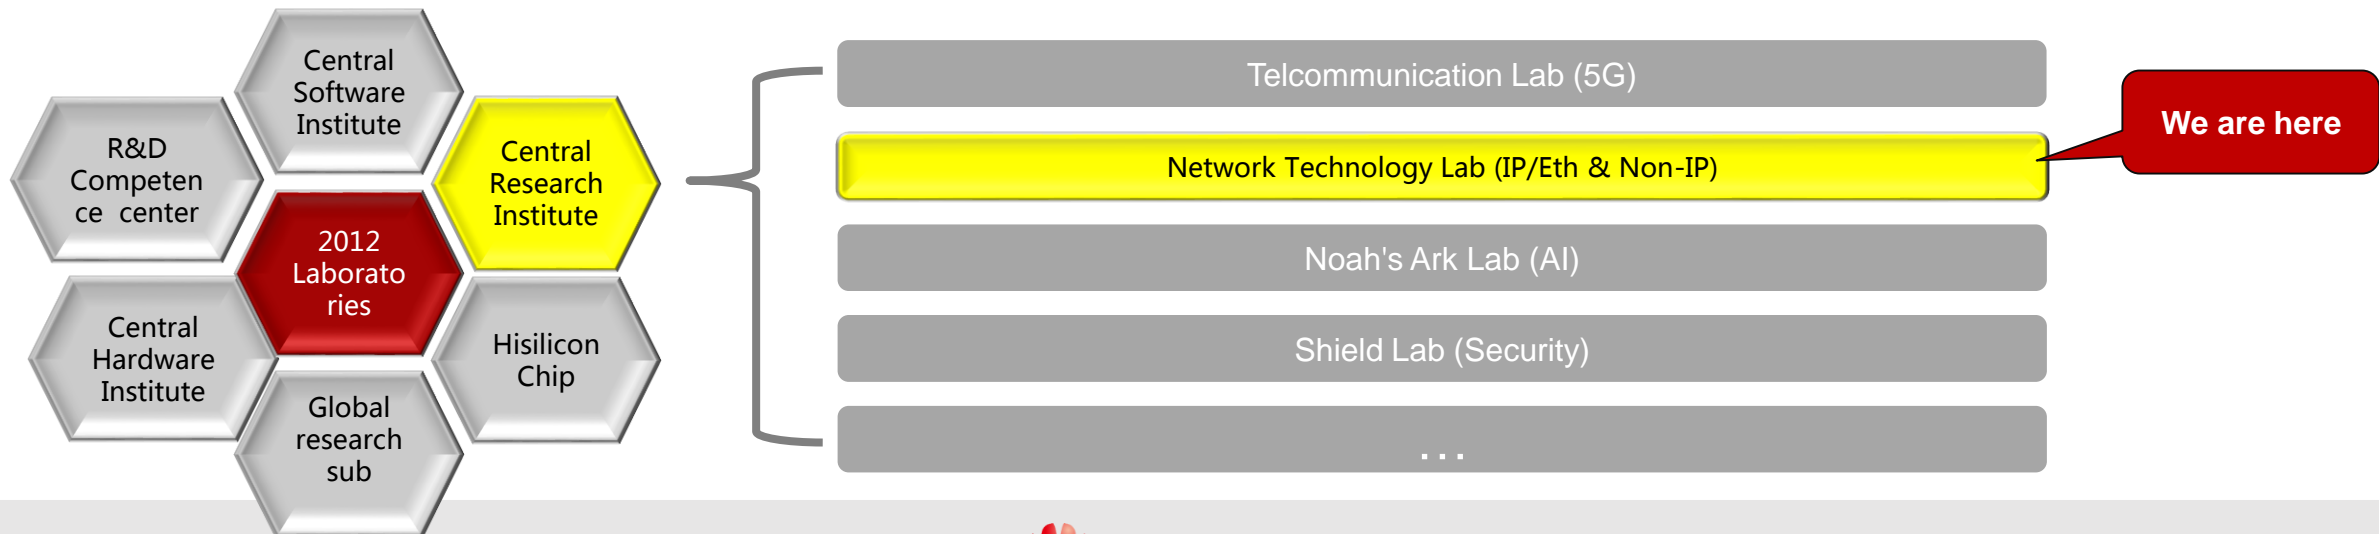 Central
Software
Institute
R&D
Competen
ce center
Central
Research
Institute
2012
Laborato
ries
Central
Hardware
Institute
Hisilicon
Chip
Global
research
sub
Telcommunication Lab (5G)
Network Technology Lab (IP/Eth & Non-IP)
Noah's Ark Lab (AI)
Shield Lab (Security)
...
We are here